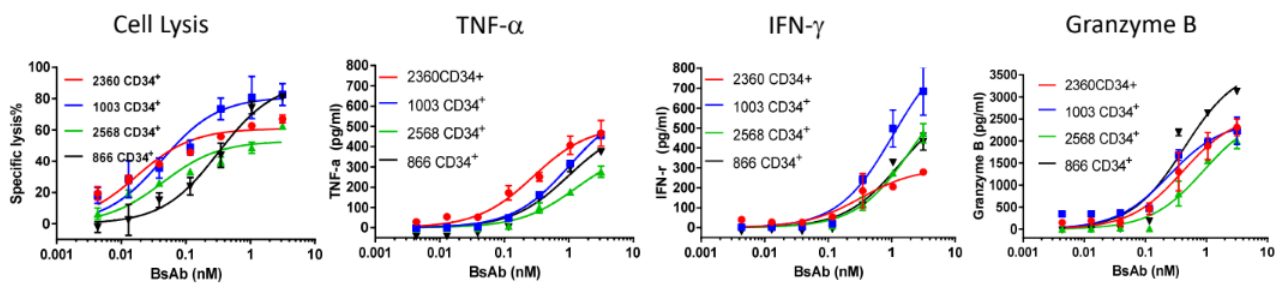 Cell Lysis
100
80
60
40
20
0
Specific lysis%
2360 CD34+
1003 CD34+
2568 CD34+
866 CD34+
0.001 0.01 0.1 1 10
BsAb (nM)
TNF-α
800
700
600
500
400
300
200
100
0
TNF-a (pg/ml)
2360CD34+
1003 CD34+
2568 CD34+
866 CD34+
0.001 0.01 0.1 1 10
BsAb (nM)
IFN-γ
800
700
600
500
400
300
200
100
0
IFN-r (pg/ml)
2360 CD34+
1003 CD34+
2568 CD34+
866 CD34+
0.001 0.01 0.1 1 10
BsAb (nM)
Granzyme B
3500
3000
2500
2000
1500
1000
500
0
Granzyme B (pg/ml)
2360CD34+
1003 CD34+
2568 CD34+
866 CD34+
0.001 0.01 0.1 1 10
BsAb (nM)